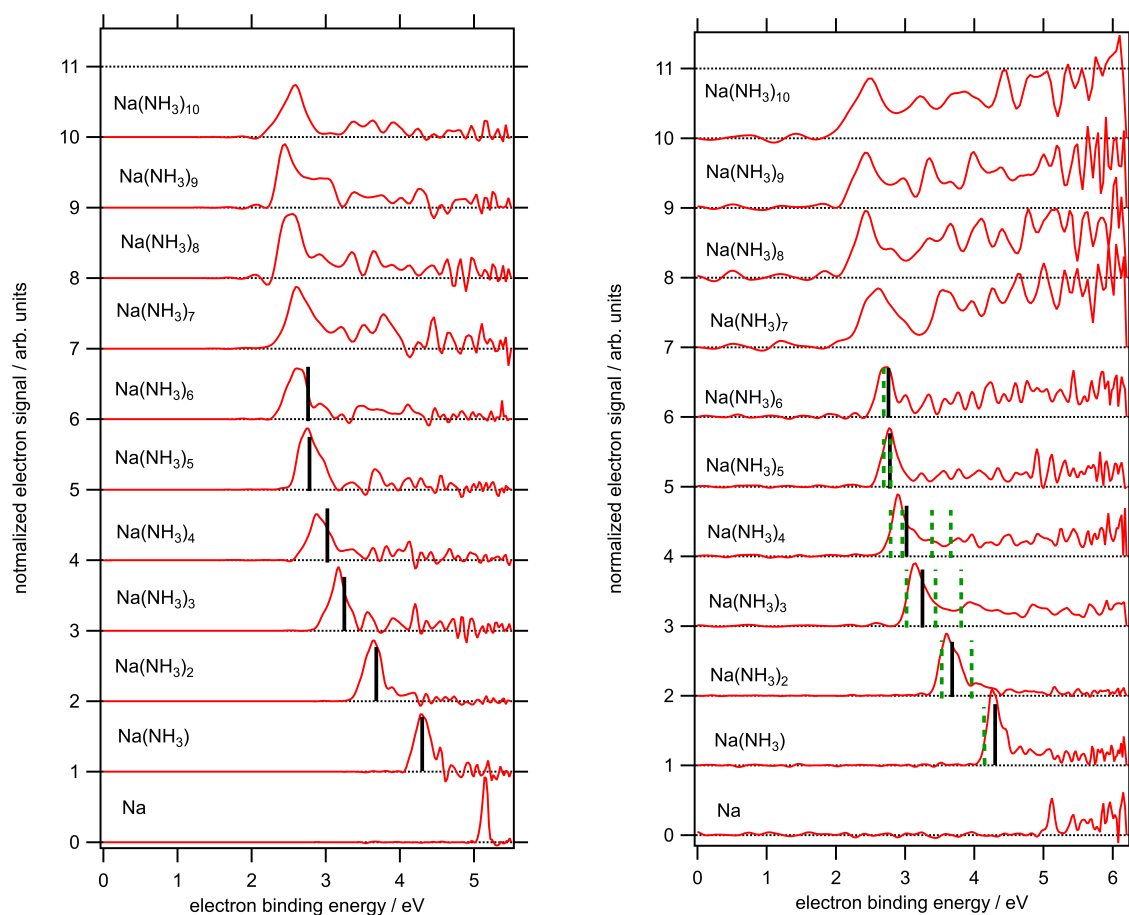 notmalized electron signal / arb. units
11
10
9
8
7
6
5
4
3
2
1
0
Na(NH3)10
Na(NH3)9
Na(NH3)8
Na(NH3)7
Na(NH3)6
Na(NH3)5
Na(NH3)4
Na(NH3)3
Na(NH3)2
Na(NH3)
Na
0 1 2 3 4 5
electron binding energy / eV
normalized electron signal / arb. units
11
10
9
8
7
6
5
4
3
2
1
0
Na(NH3)10
Na(NH3)9
Na(NH3)8
Na(NH3)7
Na(NH3)6
Na(NH3)5
Na(NH3)4
Na(NH3)3
Na(NH3)2
Na(NH3)
Na
0 1 2 3 4 5 6
electron binding energy / eV